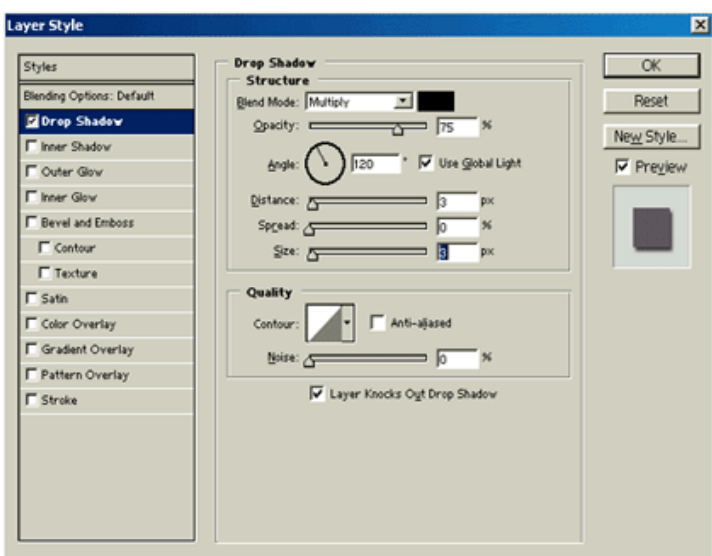 Layer Style
Styles
Blending Options: Default
Drop Shadow
Inner Shadow
Outer Glow
Inner Glow
Bevel and Emboss
Contour
Texture
Satin
Color Overlay
Gradient Overlay
Pattern Overlay
Stroke
Drop Shadow
Structure
Blend Mode: Multiply
Opacity: 75 %
Angle: 120 ° Use Global Light
Distance: 3 px
Spread: 0 %
Size: 3 px
Quality
Contour: Anti-aliased
Noise: 0 %
Layer Knocks Out Drop Shadow
OK
Reset
New Style...
Preview